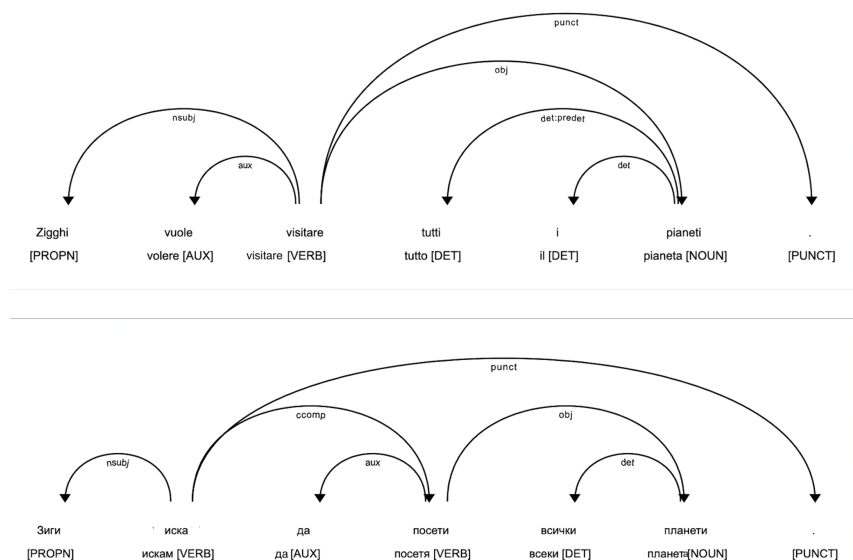 punct
obj
det:predet
nsubj
aux
det
Zigghi vuole visitare tutti i pianeti .
[PROPN] volere [AUX] visitare [VERB] tutto [DET] il [DET] pianeta [NOUN] [PUNCT]
punct
ccomp obj
nsubj aux det
Зиги иска да посети всички планети .
[PROPN] искам [VERB] да [AUX] посетя [VERB] всеки [DET] планета[NOUN] [PUNCT]